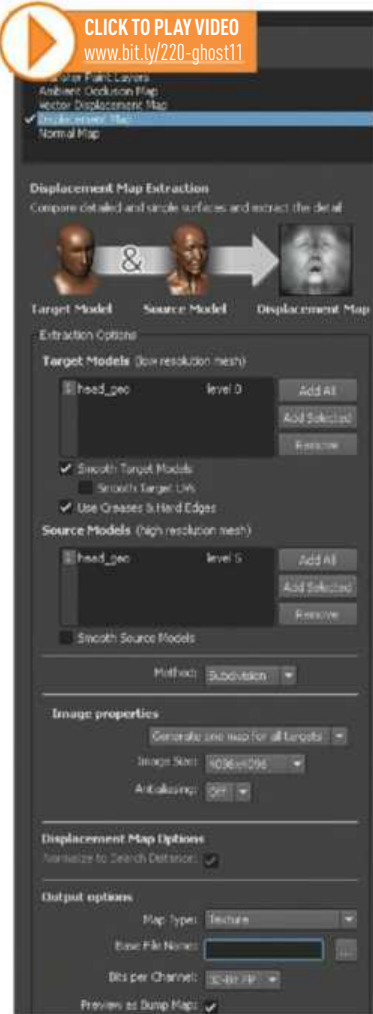 CLICK TO PLAY VIDEO
www.bit.ly/220-ghost11
Transfer Paint Layers
Ambient Occlusion Map
Vector Displacement Map
Displacement Map
Normal Map
Displacement Map Extraction
Compare detailed and simple surfaces and extract the detail
&
Target Model Source Model Displacement Map
Extraction Options
Target Models (low resolution mesh)
head_geo level 0 Add All
Add Selected
Remove
Smooth Target Models
Smooth Target UVs
Use Creases & Hard Edges
Source Models (high resolution mesh)
head_geo level 5 Add All
Add Selected
Remove
Smooth Source Models
Method: Subdivision
Image properties
Generate one map for all targets
Image Size: 4096x4096
Antialiasing: Off
Displacement Map Options
Normalize to Search Distance:
Output options
Map Type: Texture
Base File Name: ...
Bits per Channel: 32-Bit FP
Preview as Bump Map: